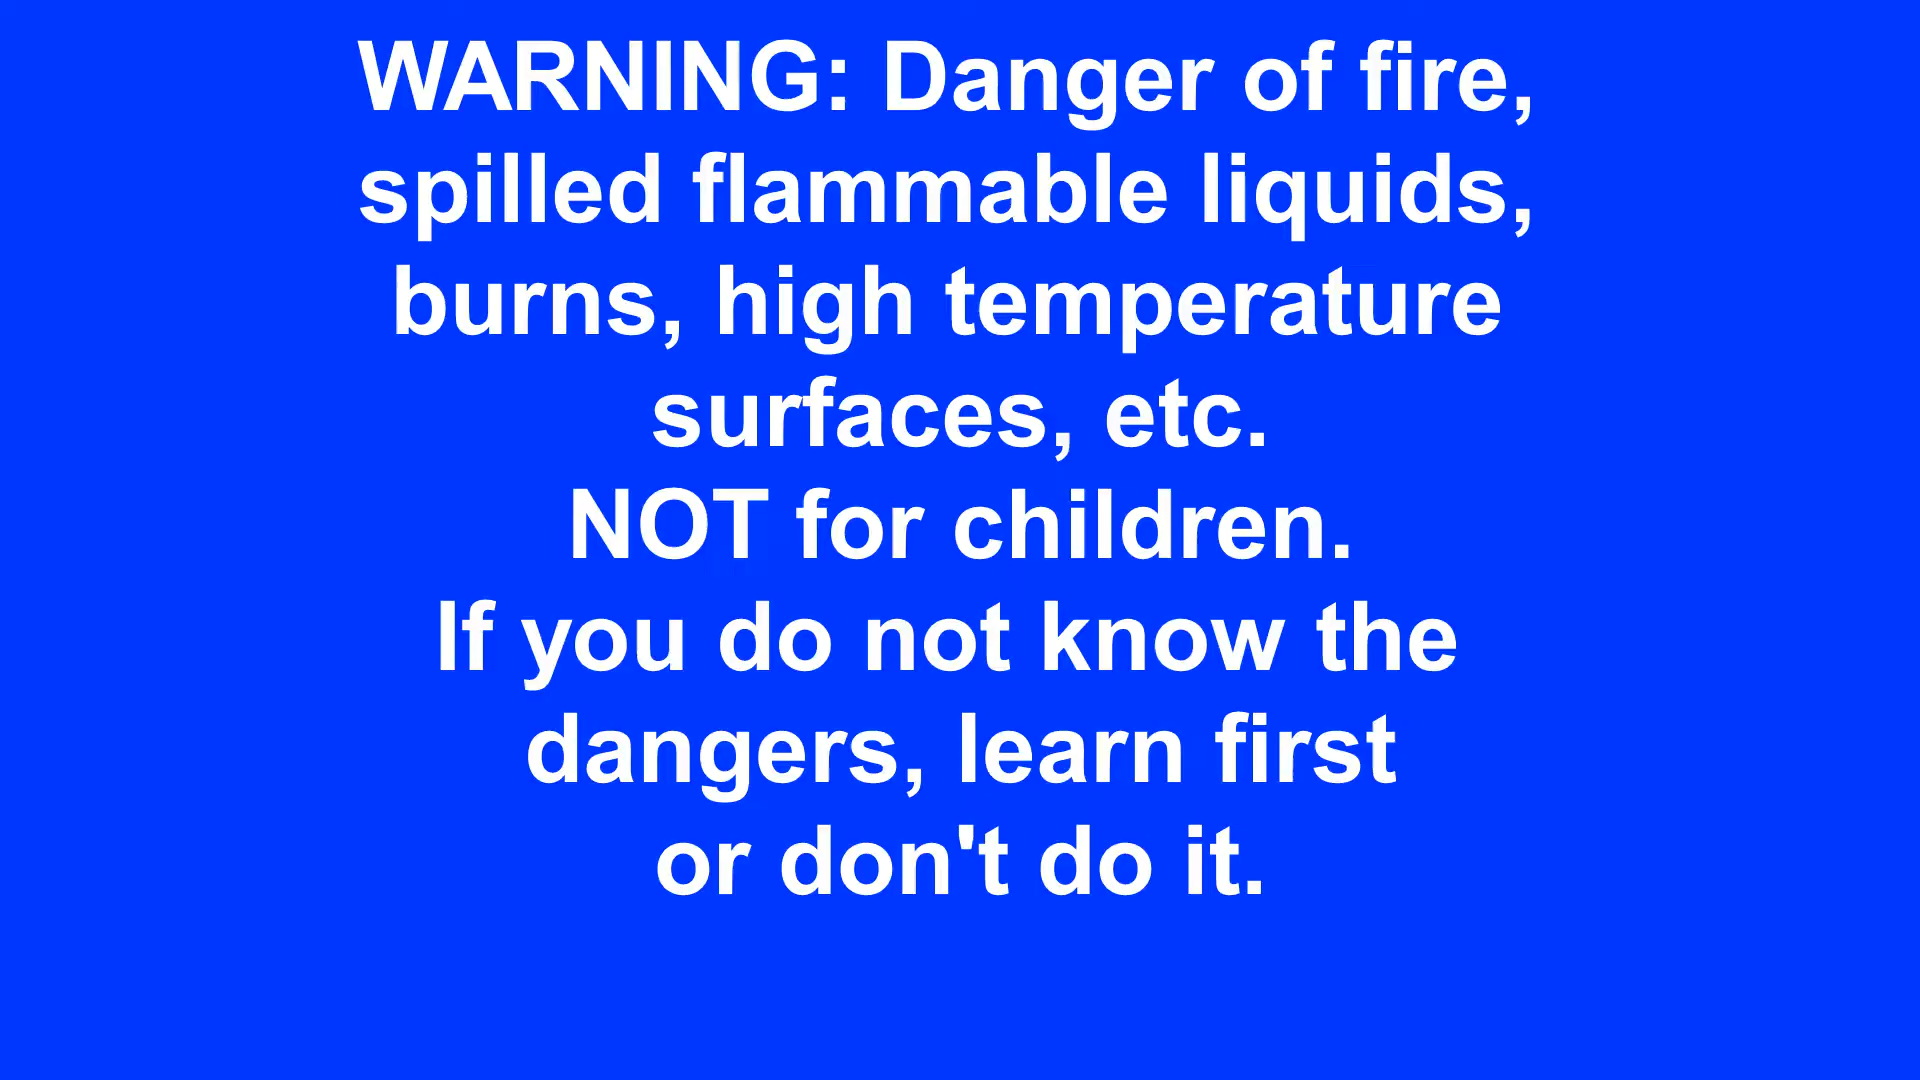 WARNING: Danger of fire,
spilled flammable liquids,
burns, high temperature
surfaces, etc.
NOT for children.
If you do not know the
dangers, learn first
or don't do it.